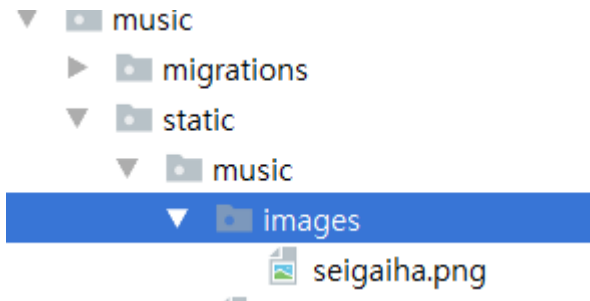 music
migrations
static
music
images
seigaiha.png